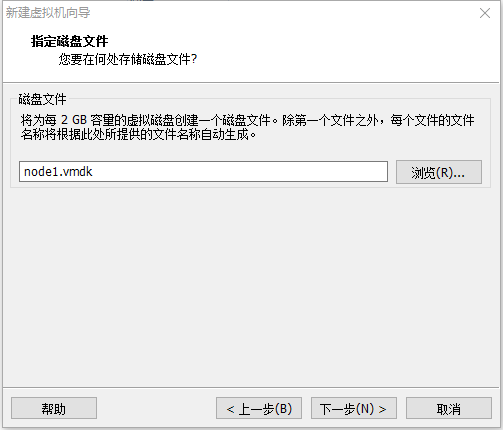 新建虚拟机向导
指定磁盘文件
您要在何处存储磁盘文件?
磁盘文件
将为每 2 GB 容量的虚拟磁盘创建一个磁盘文件。除第一个文件之外，每个文件的文件
名称将根据此处所提供的文件名称自动生成。
node1.vmdk
浏览(R)...
帮助
< 上一步(B)
下一步(N) >
取消